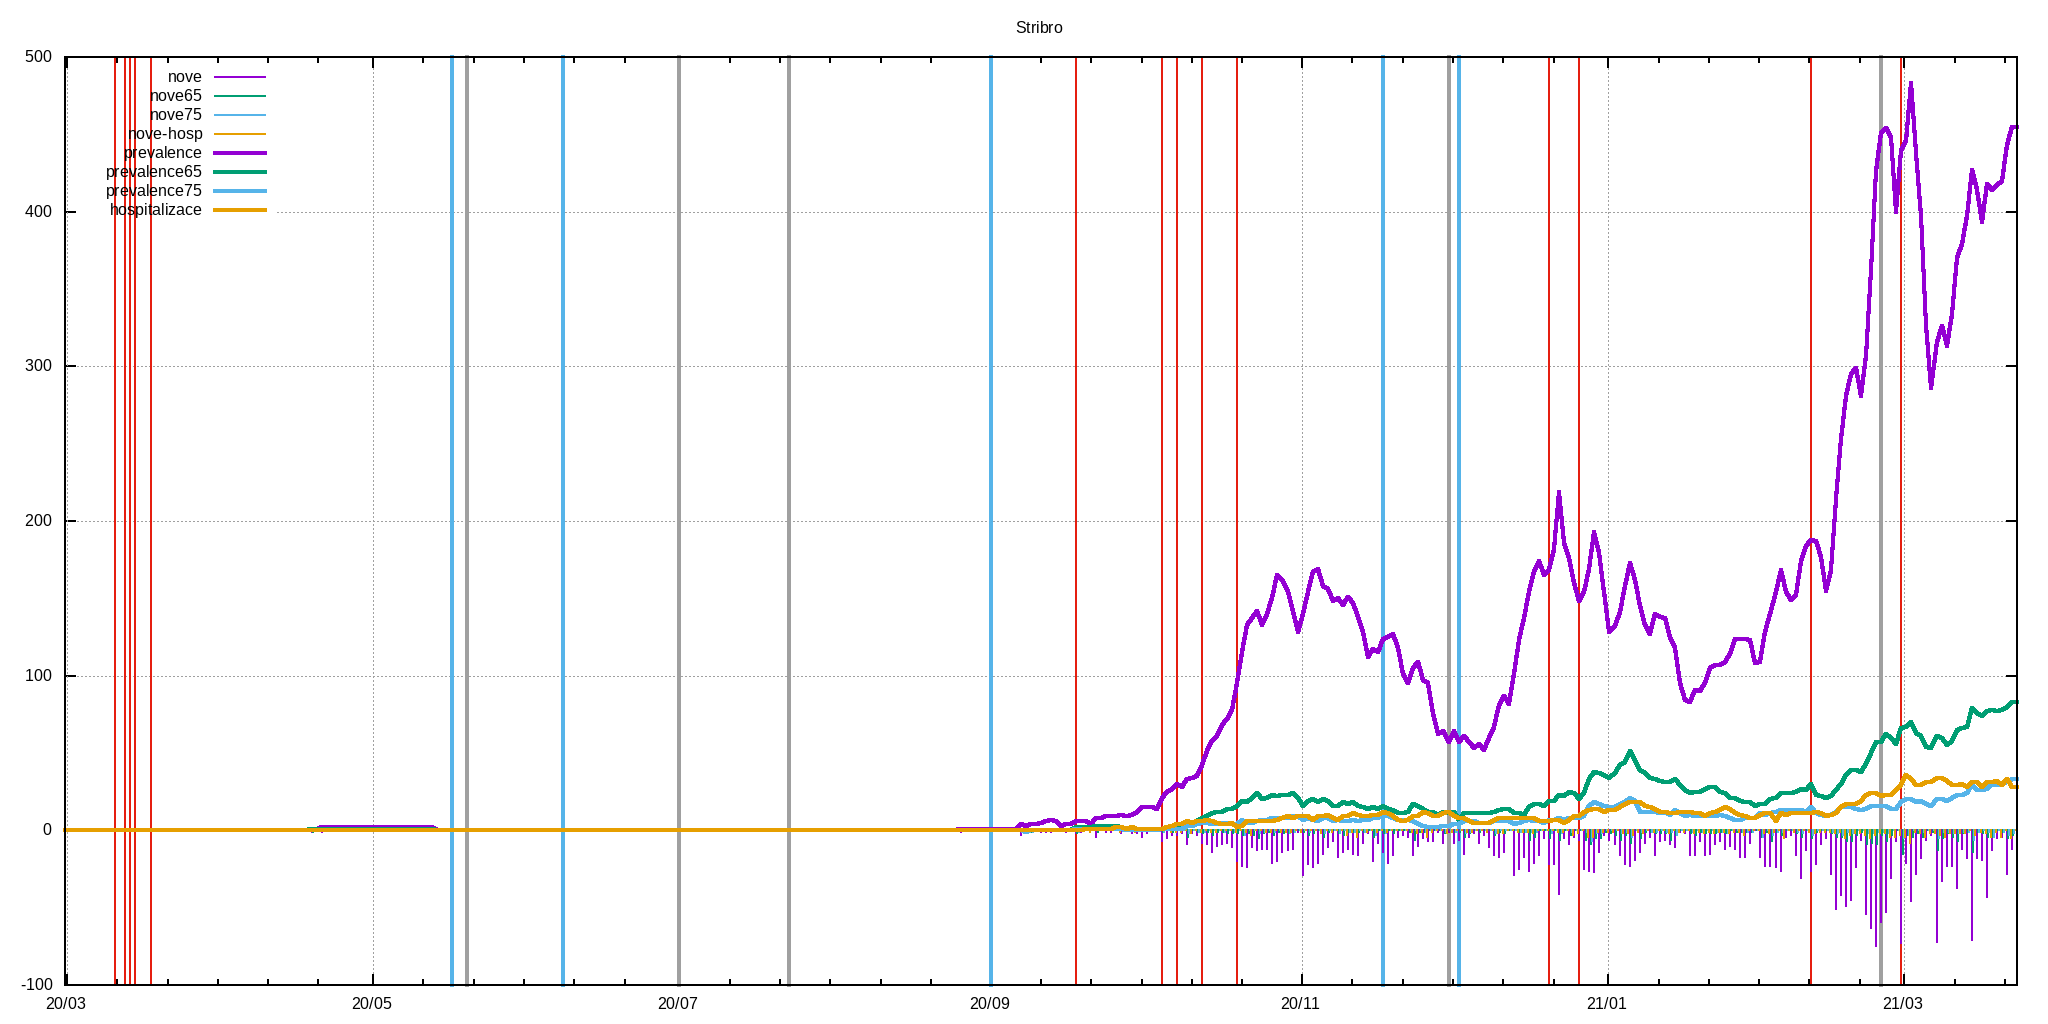 Stribro
500
nove
nove65
nove75
nove-hosp
prevalence
prevalence65
prevalence75
hospitalizace
400
300
200
100
0
-100
20/03 20/05 20/07 20/09 20/11 21/01 21/03